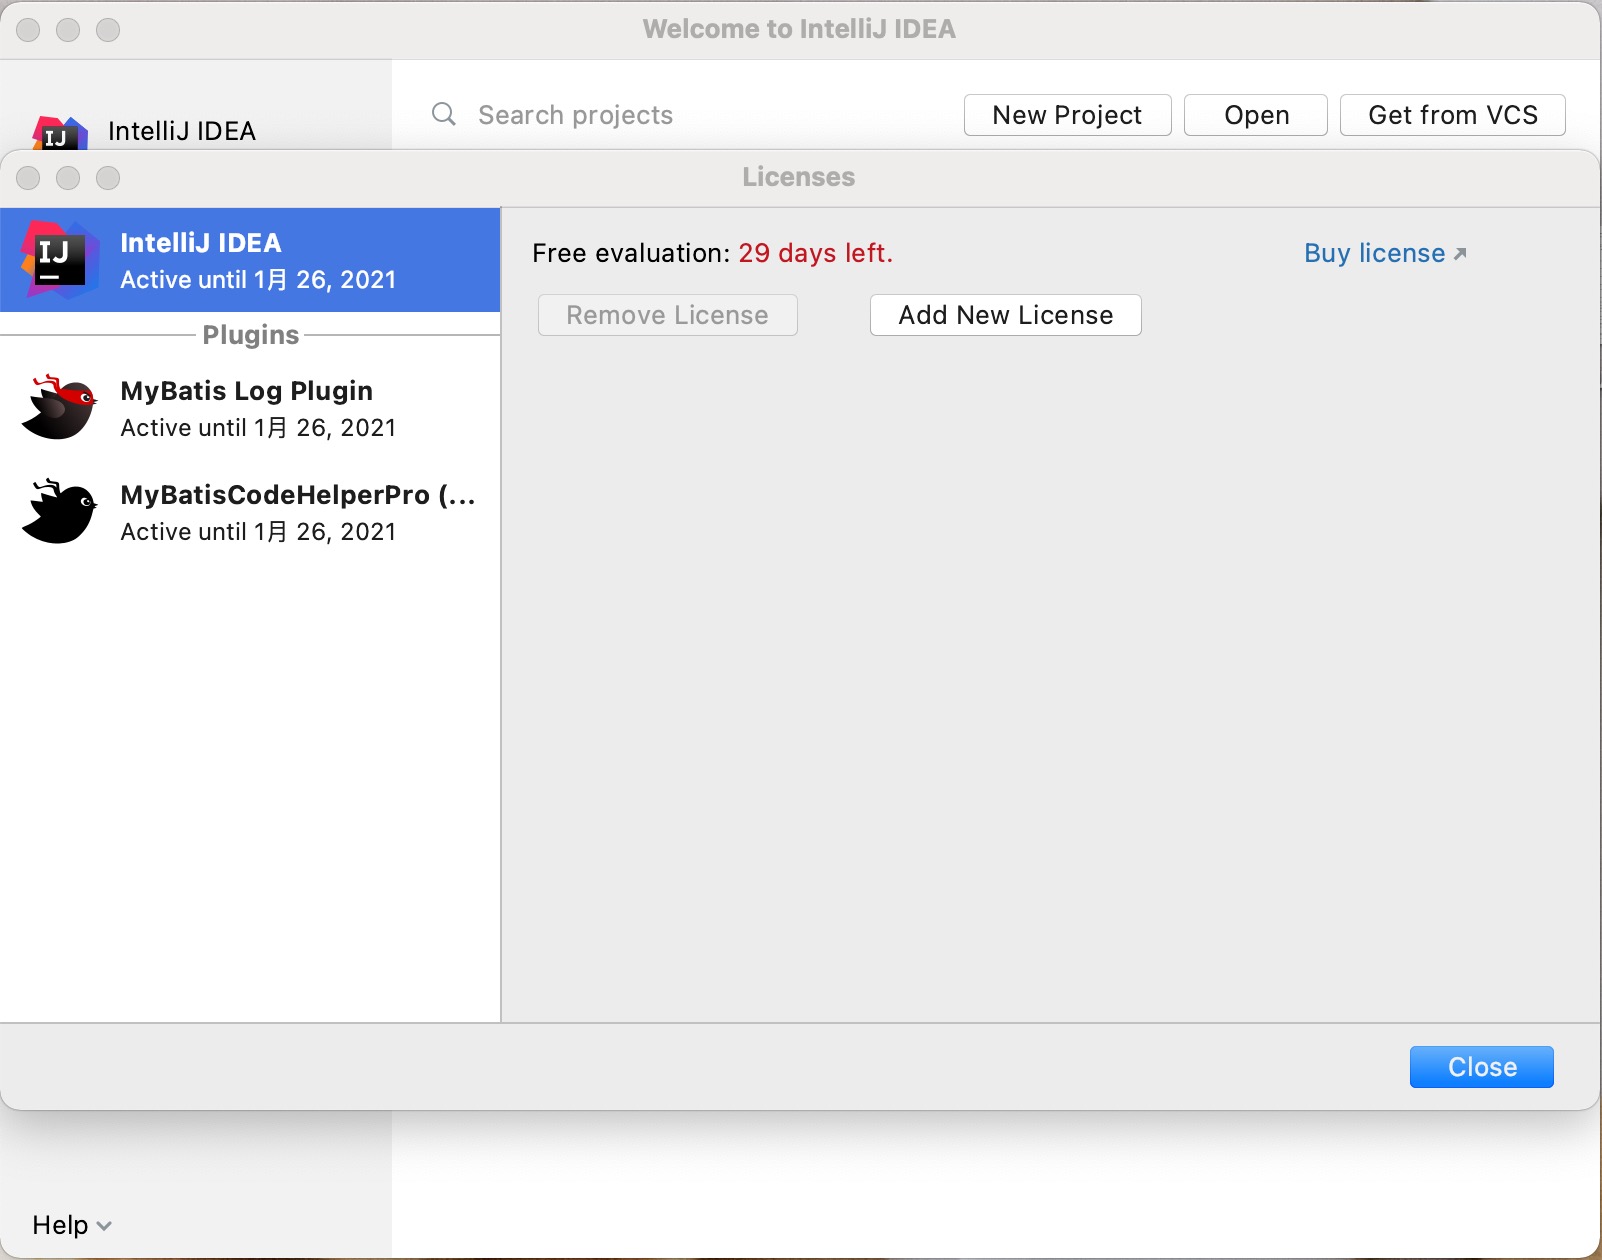 Welcome to IntelliJ IDEA
IJ
IntelliJ IDEA
Search projects
New Project
Open
Get from VCS
Licenses
IJ
IntelliJ IDEA
Active until 1月 26, 2021
Plugins
MyBatis Log Plugin
Active until 1月 26, 2021
MyBatisCodeHelperPro (...
Active until 1月 26, 2021
Free evaluation: 29 days left.
Buy license
Remove License
Add New License
Close
Help